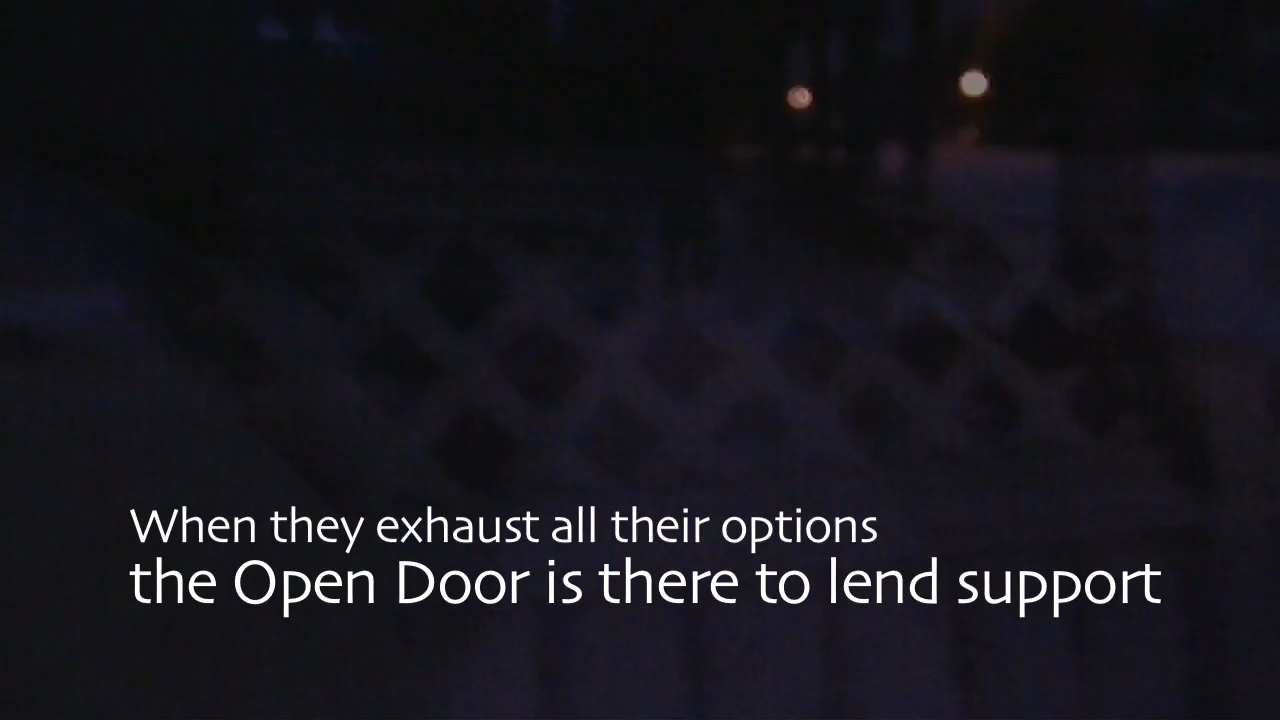 When they exhaust all their options
the Open Door is there to lend support